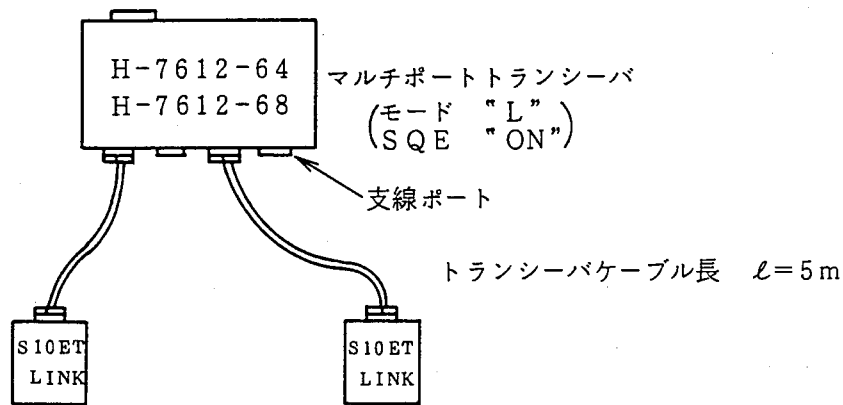 H-7612-64
H-7612-68
マルチポートトランシーバ
(モード “L”
SQE “ON”)
支線ポート
トランシーバケーブル長 ℓ=5m
S10ET
LINK
S10ET
LINK